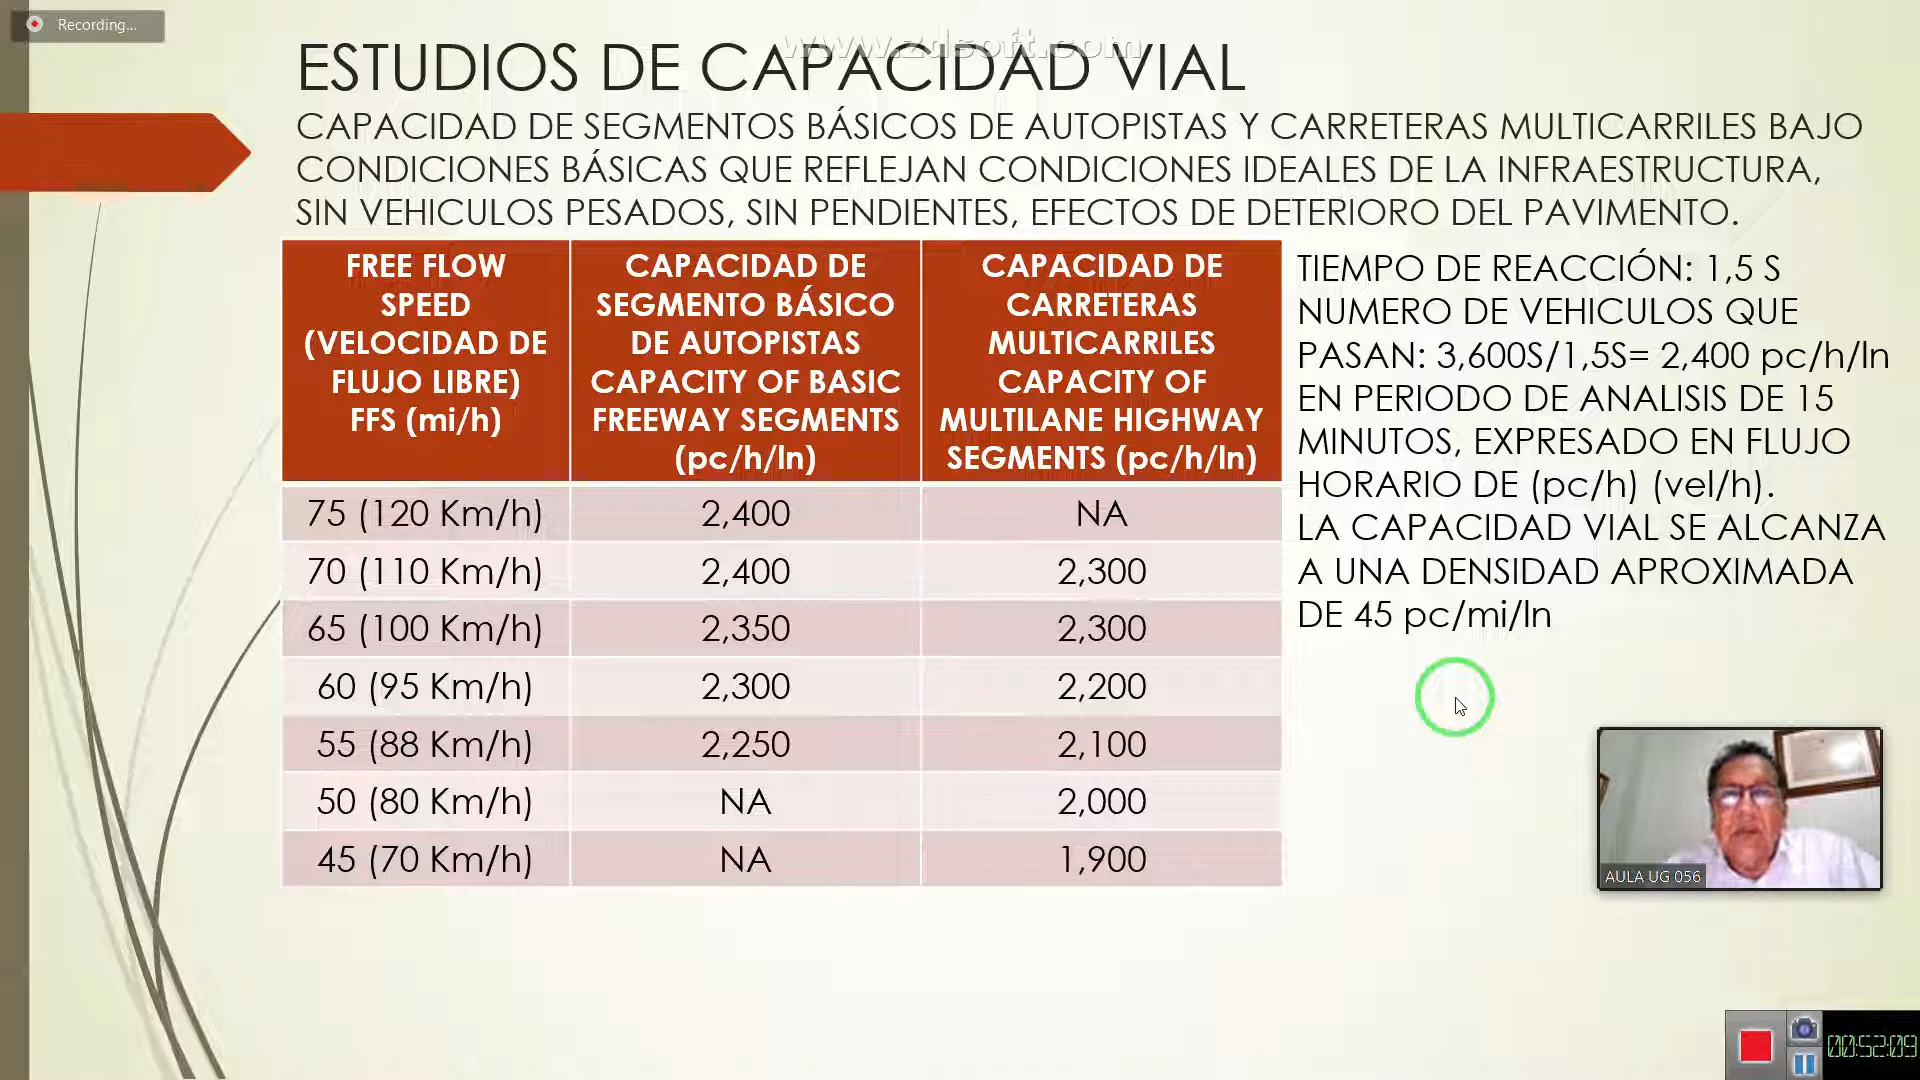 Recording...
www.zdsoft.com
ESTUDIOS DE CAPACIDAD VIAL
CAPACIDAD DE SEGMENTOS BÁSICOS DE AUTOPISTAS Y CARRETERAS MULTICARRILES BAJO
CONDICIONES BÁSICAS QUE REFLEJAN CONDICIONES IDEALES DE LA INFRAESTRUCTURA,
SIN VEHICULOS PESADOS, SIN PENDIENTES, EFECTOS DE DETERIORO DEL PAVIMENTO.
FREE FLOW
SPEED
(VELOCIDAD DE
FLUJO LIBRE)
FFS (mi/h)
CAPACIDAD DE
SEGMENTO BÁSICO
DE AUTOPISTAS
CAPACITY OF BASIC
FREEWAY SEGMENTS
(pc/h/ln)
CAPACIDAD DE
CARRETERAS
MULTICARRILES
CAPACITY OF
MULTILANE HIGHWAY
SEGMENTS (pc/h/ln)
75 (120 Km/h) 2,400 NA
70 (110 Km/h) 2,400 2,300
65 (100 Km/h) 2,350 2,300
60 (95 Km/h) 2,300 2,200
55 (88 Km/h) 2,250 2,100
50 (80 Km/h) NA 2,000
45 (70 Km/h) NA 1,900
TIEMPO DE REACCIÓN: 1,5 S
NUMERO DE VEHICULOS QUE
PASAN: 3,600S/1,5S= 2,400 pc/h/ln
EN PERIODO DE ANALISIS DE 15
MINUTOS, EXPRESADO EN FLUJO
HORARIO DE (pc/h) (vel/h).
LA CAPACIDAD VIAL SE ALCANZA
A UNA DENSIDAD APROXIMADA
DE 45 pc/mi/ln
AULA UG 056
00:52:09